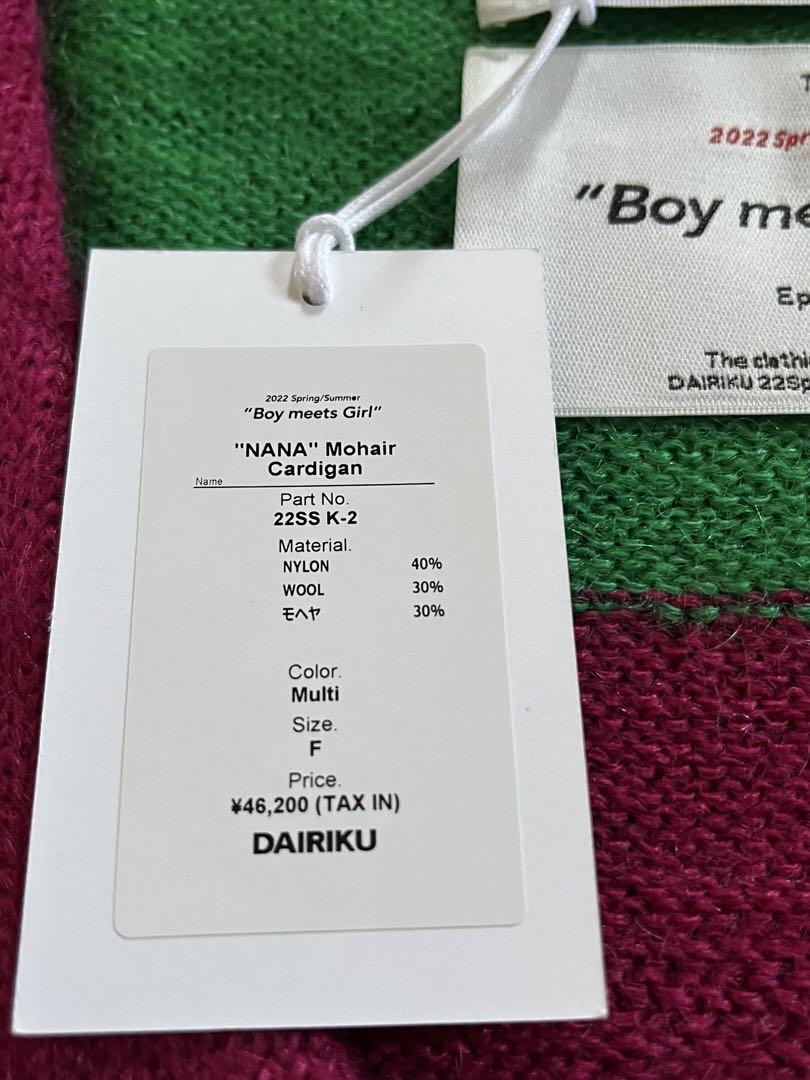 2022 Spr
"Boy me
Ep
The clothi
DAIRIKU 22Sp
2022 Spring/Summer
"Boy meets Girl"
"NANA" Mohair
Cardigan
Name
Part No.
22SS K-2
Material.
NYLON 40%
WOOL 30%
モヘヤ 30%
Color.
Multi
Size.
F
Price.
¥46,200 (TAX IN)
DAIRIKU